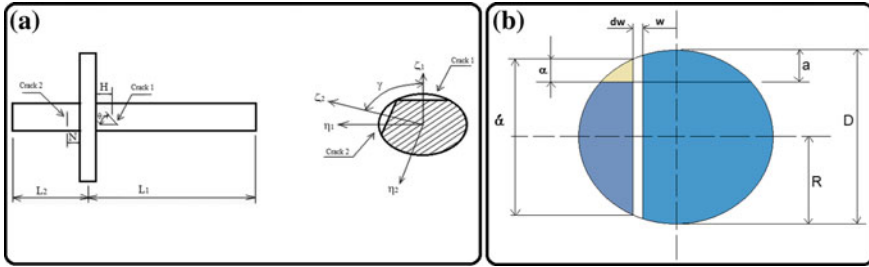 (a)
Crack 2
H
Crack 1
N
L2
L1
ζ1
Crack 1
γ
ζ2
η1
Crack 2
η2
(b)
dw
w
α
a
ά
D
R